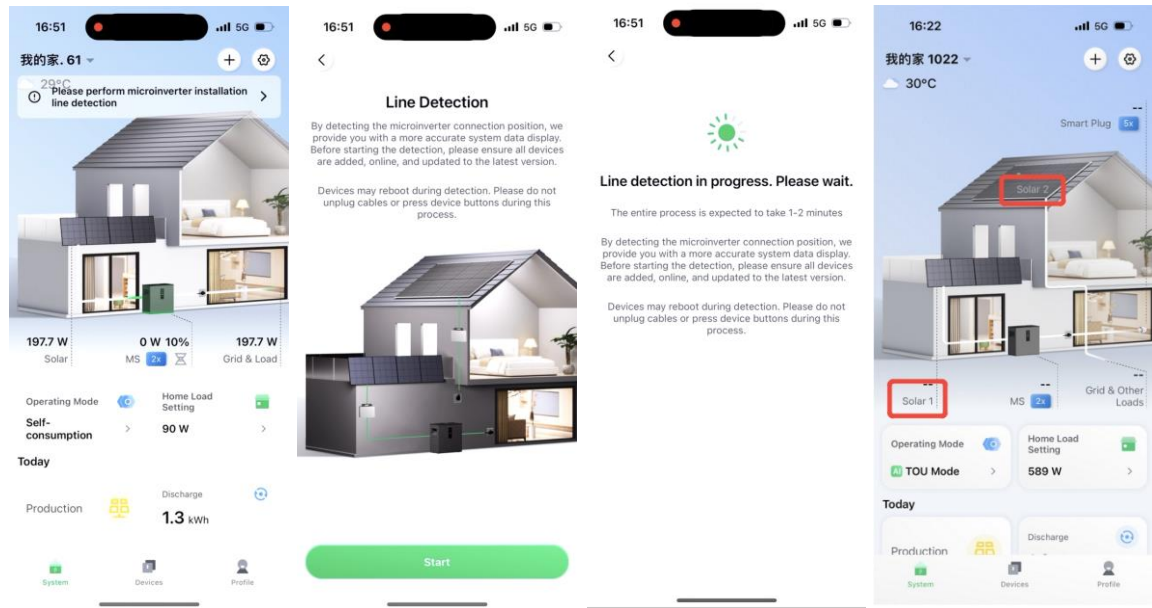 16:51
5G
我的家. 61
29°C
Please perform microinverter installation
line detection
197.7 W
0 W 10%
197.7 W
Solar
MS 2x
Grid & Load
Operating Mode
Home Load
Setting
Self-
consumption
90 W
Today
Production
Discharge
1.3 kWh
System
Devices
Profile
16:51
5G
Line Detection
By detecting the microinverter connection position, we
provide you with a more accurate system data display.
Before starting the detection, please ensure all devices
are added, online, and updated to the latest version.
Devices may reboot during detection. Please do not
unplug cables or press device buttons during this
process.
Start
16:51
5G
Line detection in progress. Please wait.
The entire process is expected to take 1-2 minutes
By detecting the microinverter connection position, we
provide you with a more accurate system data display.
Before starting the detection, please ensure all devices
are added, online, and updated to the latest version.
Devices may reboot during detection. Please do not
unplug cables or press device buttons during this
process.
16:22
5G
我的家 1022
30°C
--
Smart Plug 5x
Solar 2
--
Solar 1
--
MS 2x
--
Grid & Other
Loads
Operating Mode
AI TOU Mode
Home Load
Setting
589 W
Today
Production
Discharge
System
Devices
Profile